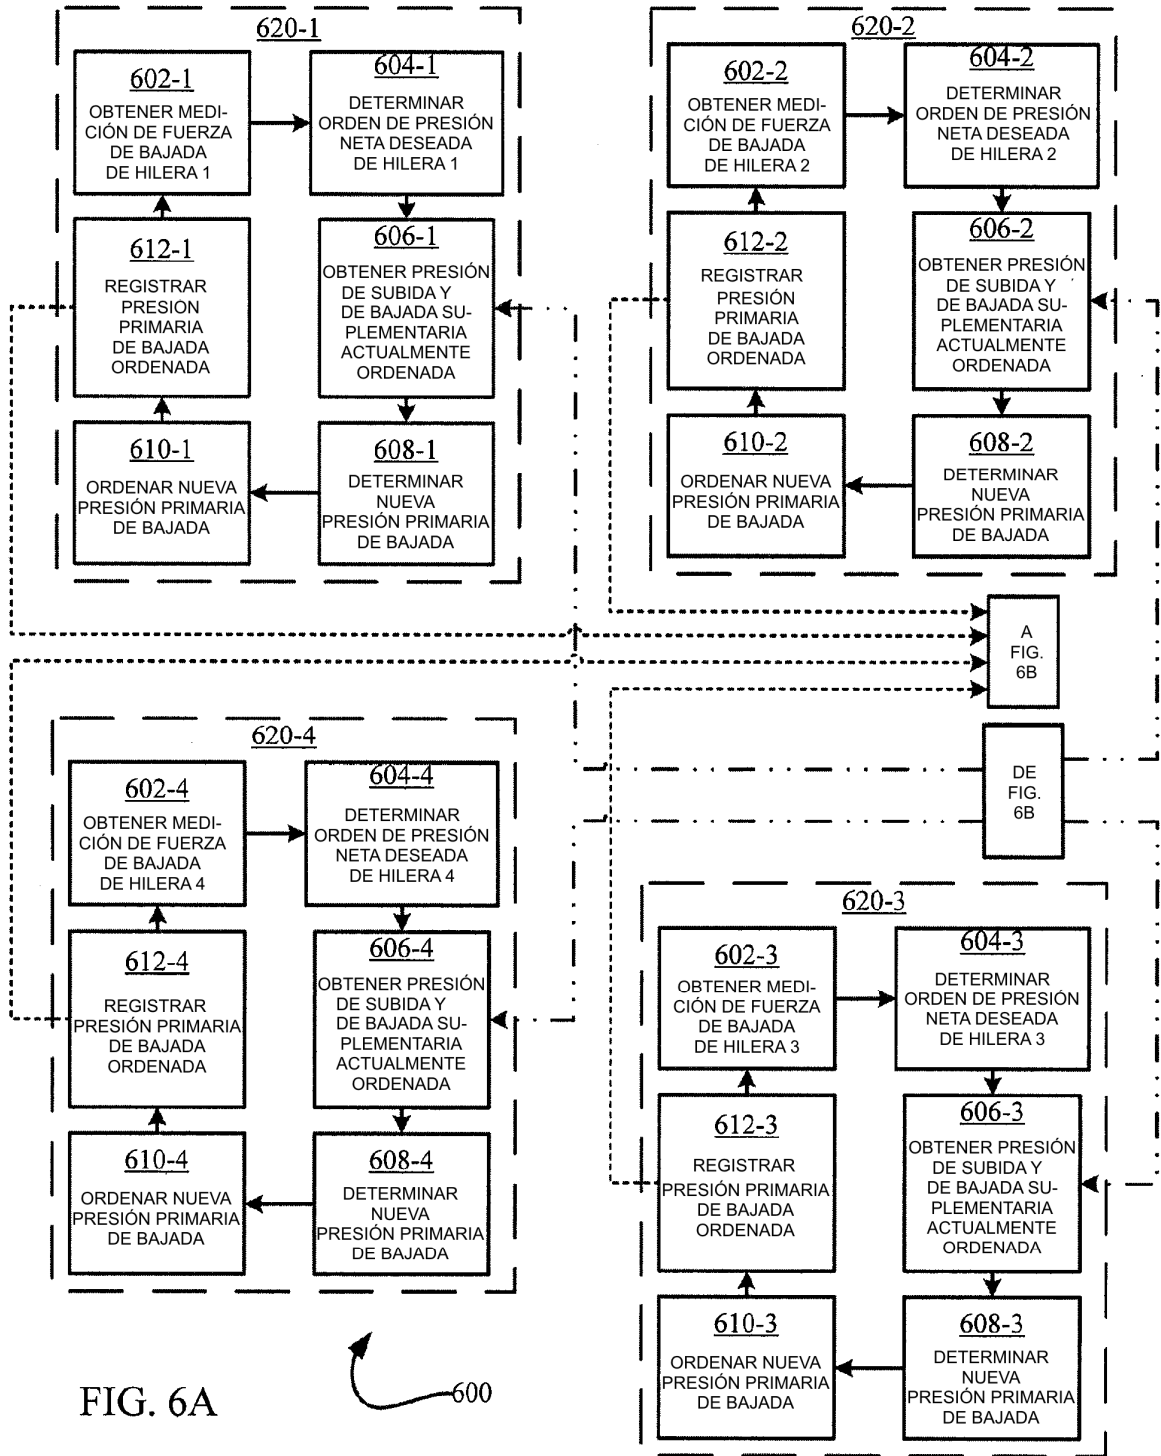 620-1
602-1
OBTENER MEDI-
CIÓN DE FUERZA
DE BAJADA
DE HILERA 1
604-1
DETERMINAR
ORDEN DE PRESIÓN
NETA DESEADA
DE HILERA 1
606-1
OBTENER PRESIÓN
DE SUBIDA Y
DE BAJADA SU-
PLEMENTARIA
ACTUALMENTE
ORDENADA
608-1
DETERMINAR
NUEVA
PRESIÓN PRIMARIA
DE BAJADA
610-1
ORDENAR NUEVA
PRESIÓN PRIMARIA
DE BAJADA
612-1
REGISTRAR
PRESIÓN
PRIMARIA
DE BAJADA
ORDENADA
620-2
602-2
OBTENER MEDI-
CIÓN DE FUERZA
DE BAJADA
DE HILERA 2
604-2
DETERMINAR
ORDEN DE PRESIÓN
NETA DESEADA
DE HILERA 2
606-2
OBTENER PRESIÓN
DE SUBIDA Y
DE BAJADA SU-
PLEMENTARIA
ACTUALMENTE
ORDENADA
608-2
DETERMINAR
NUEVA
PRESIÓN PRIMARIA
DE BAJADA
610-2
ORDENAR NUEVA
PRESIÓN PRIMARIA
DE BAJADA
612-2
REGISTRAR
PRESIÓN
PRIMARIA
DE BAJADA
ORDENADA
A
FIG.
6B
DE
FIG.
6B
620-4
602-4
OBTENER MEDI-
CIÓN DE FUERZA
DE BAJADA
DE HILERA 4
604-4
DETERMINAR
ORDEN DE PRESIÓN
NETA DESEADA
DE HILERA 4
606-4
OBTENER PRESIÓN
DE SUBIDA Y
DE BAJADA SU-
PLEMENTARIA
ACTUALMENTE
ORDENADA
608-4
DETERMINAR
NUEVA
PRESIÓN PRIMARIA
DE BAJADA
610-4
ORDENAR NUEVA
PRESIÓN PRIMARIA
DE BAJADA
612-4
REGISTRAR
PRESIÓN PRIMARIA
DE BAJADA
ORDENADA
620-3
602-3
OBTENER MEDI-
CIÓN DE FUERZA
DE BAJADA
DE HILERA 3
604-3
DETERMINAR
ORDEN DE PRESIÓN
NETA DESEADA
DE HILERA 3
606-3
OBTENER PRESIÓN
DE SUBIDA Y
DE BAJADA SU-
PLEMENTARIA
ACTUALMENTE
ORDENADA
608-3
DETERMINAR
NUEVA
PRESIÓN PRIMARIA
DE BAJADA
610-3
ORDENAR NUEVA
PRESIÓN PRIMARIA
DE BAJADA
612-3
REGISTRAR
PRESIÓN PRIMARIA
DE BAJADA
ORDENADA
FIG. 6A
600